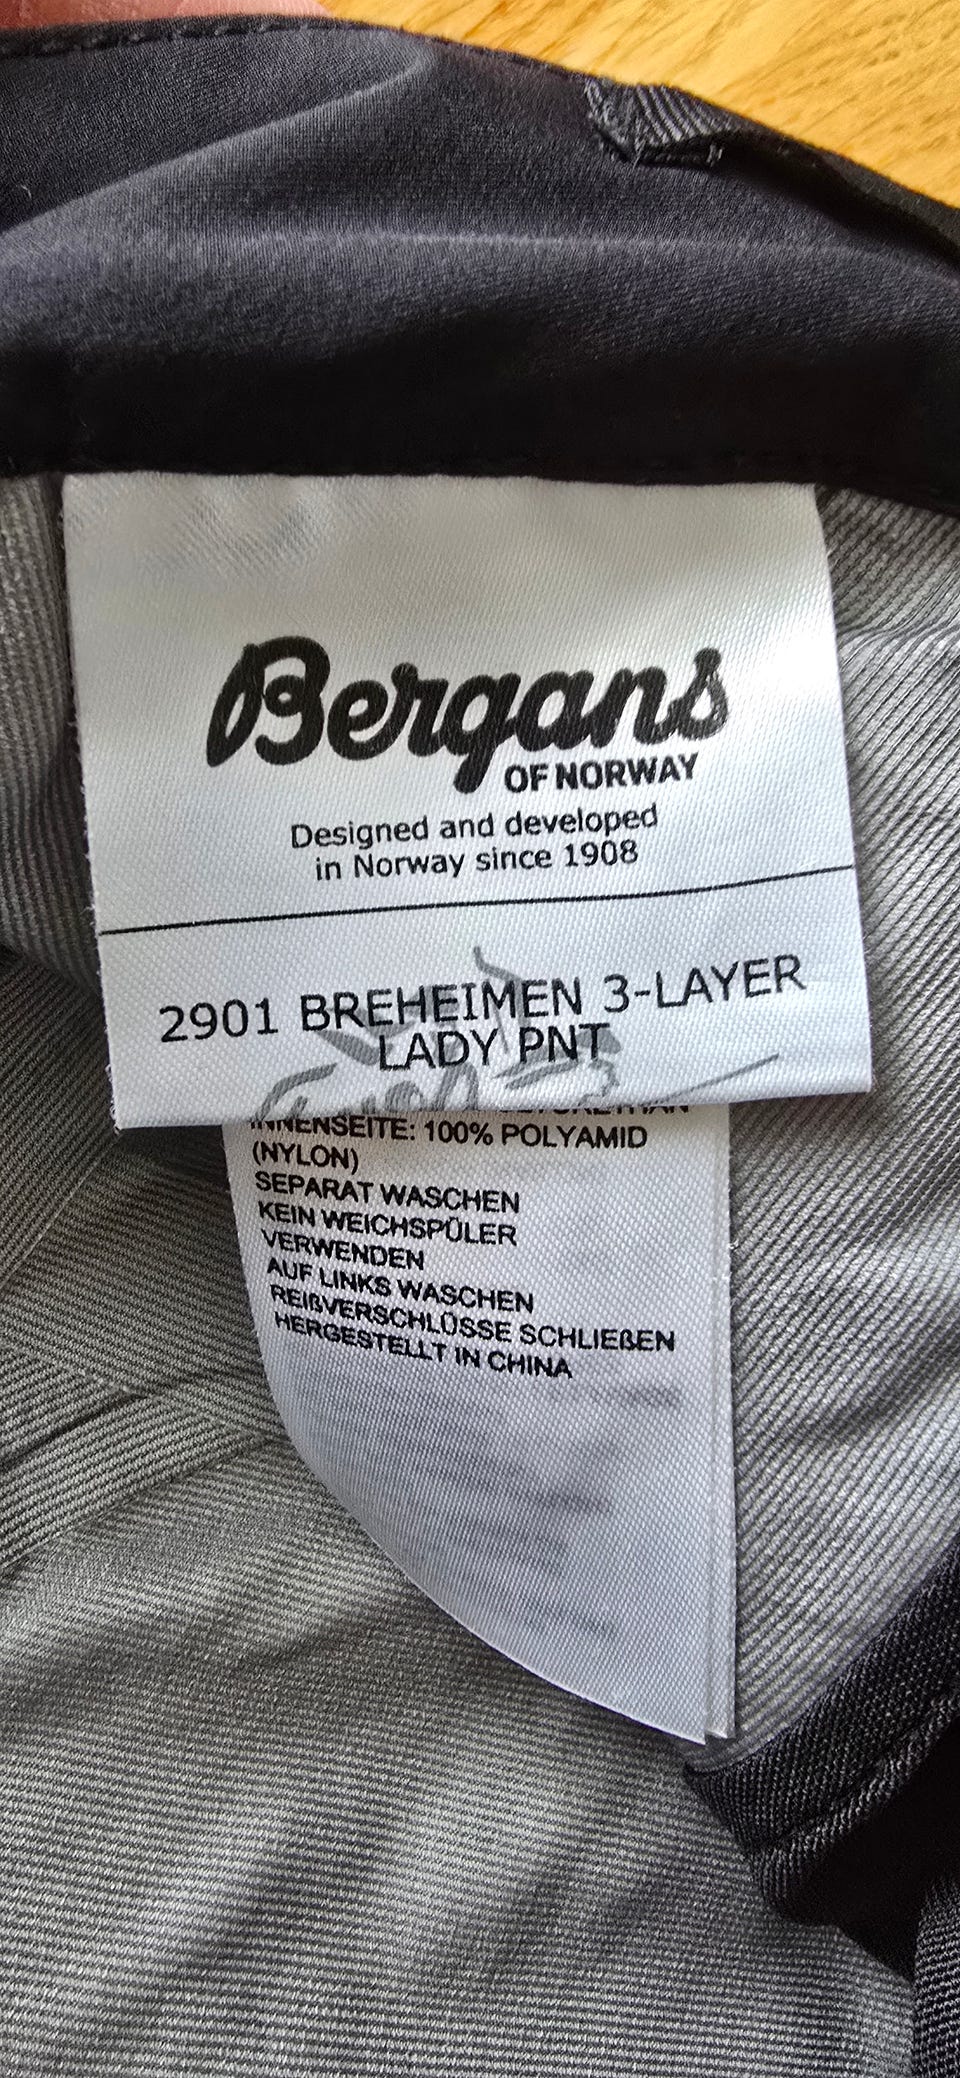 Bergans
OF NORWAY
Designed and developed
in Norway since 1908
2901 BREHEIMEN 3-LAYER
LADY PNT
INNENSEITE: 100% POLYAMID
(NYLON)
SEPARAT WASCHEN
KEIN WEICHSPÜLER
VERWENDEN
AUF LINKS WASCHEN
REIßVERSCHLÜSSE SCHLIEßEN
HERGESTELLT IN CHINA